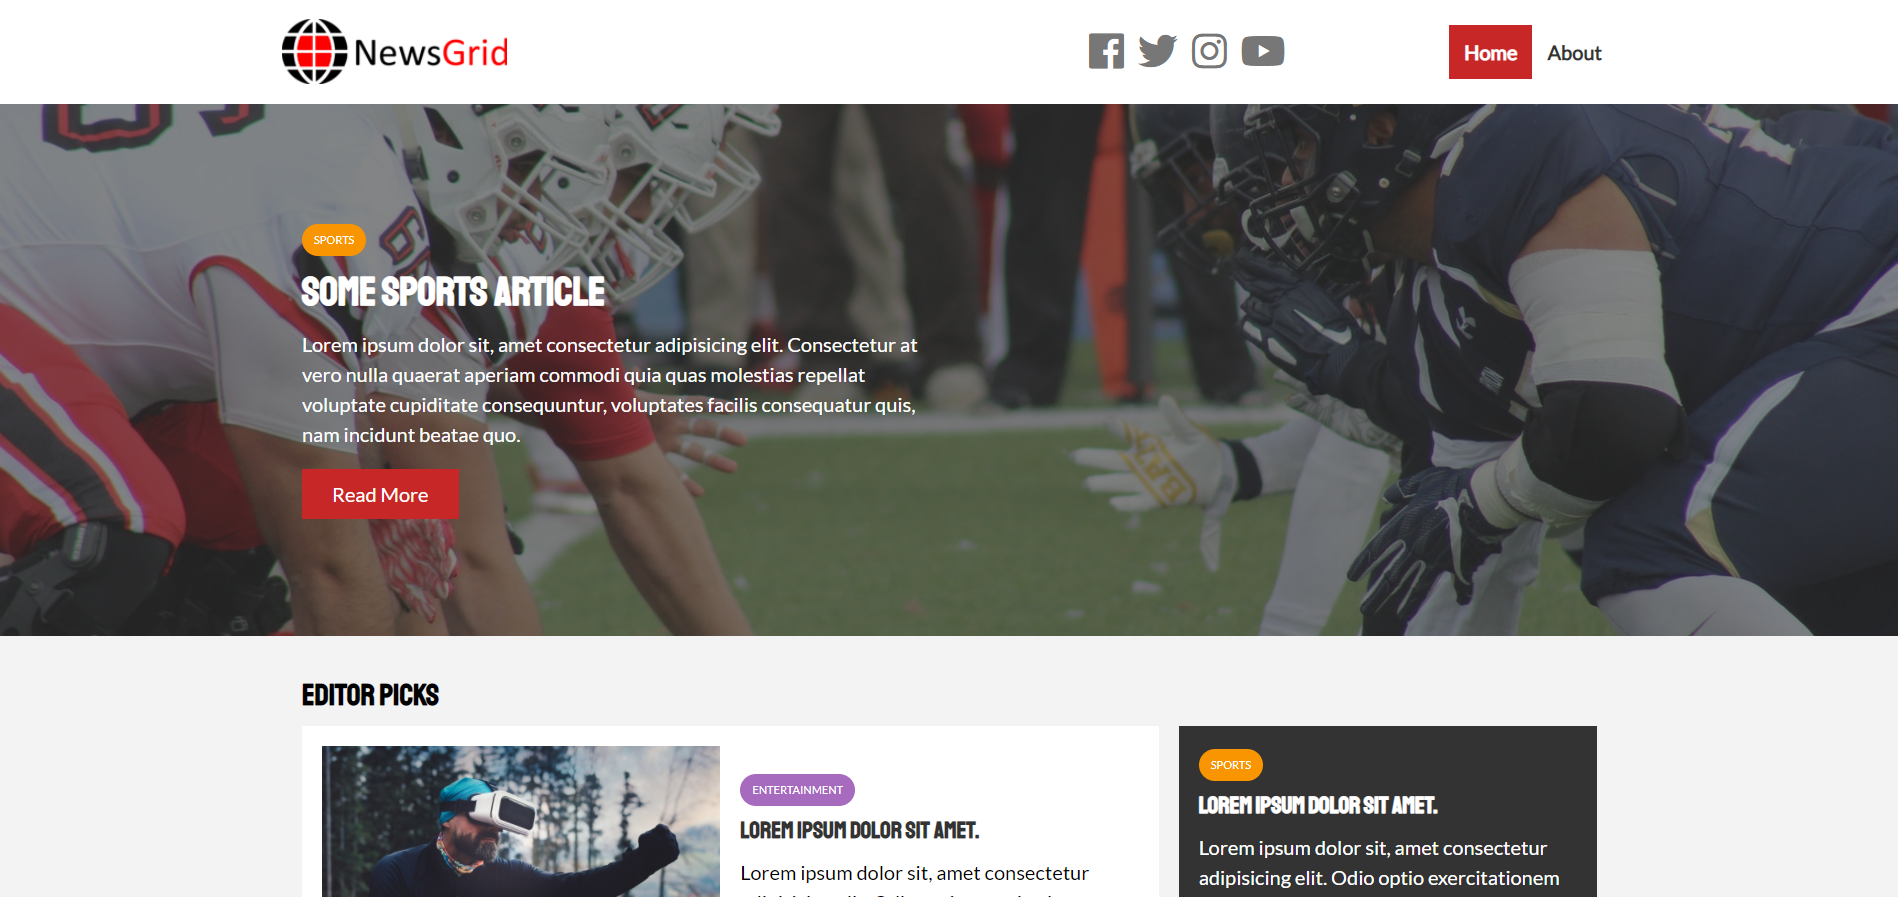 NewsGrid
Home About
SPORTS
SOME SPORTS ARTICLE
Lorem ipsum dolor sit, amet consectetur adipisicing elit. Consectetur at
vero nulla quaerat aperiam commodi quia quas molestias repellat
voluptate cupiditate consequuntur, voluptates facilis consequatur quis,
nam incidunt beatae quo.
Read More
EDITOR PICKS
ENTERTAINMENT
LOREM IPSUM DOLOR SIT AMET.
Lorem ipsum dolor sit, amet consectetur
SPORTS
LOREM IPSUM DOLOR SIT AMET.
Lorem ipsum dolor sit, amet consectetur
adipisicing elit. Odio optio exercitationem